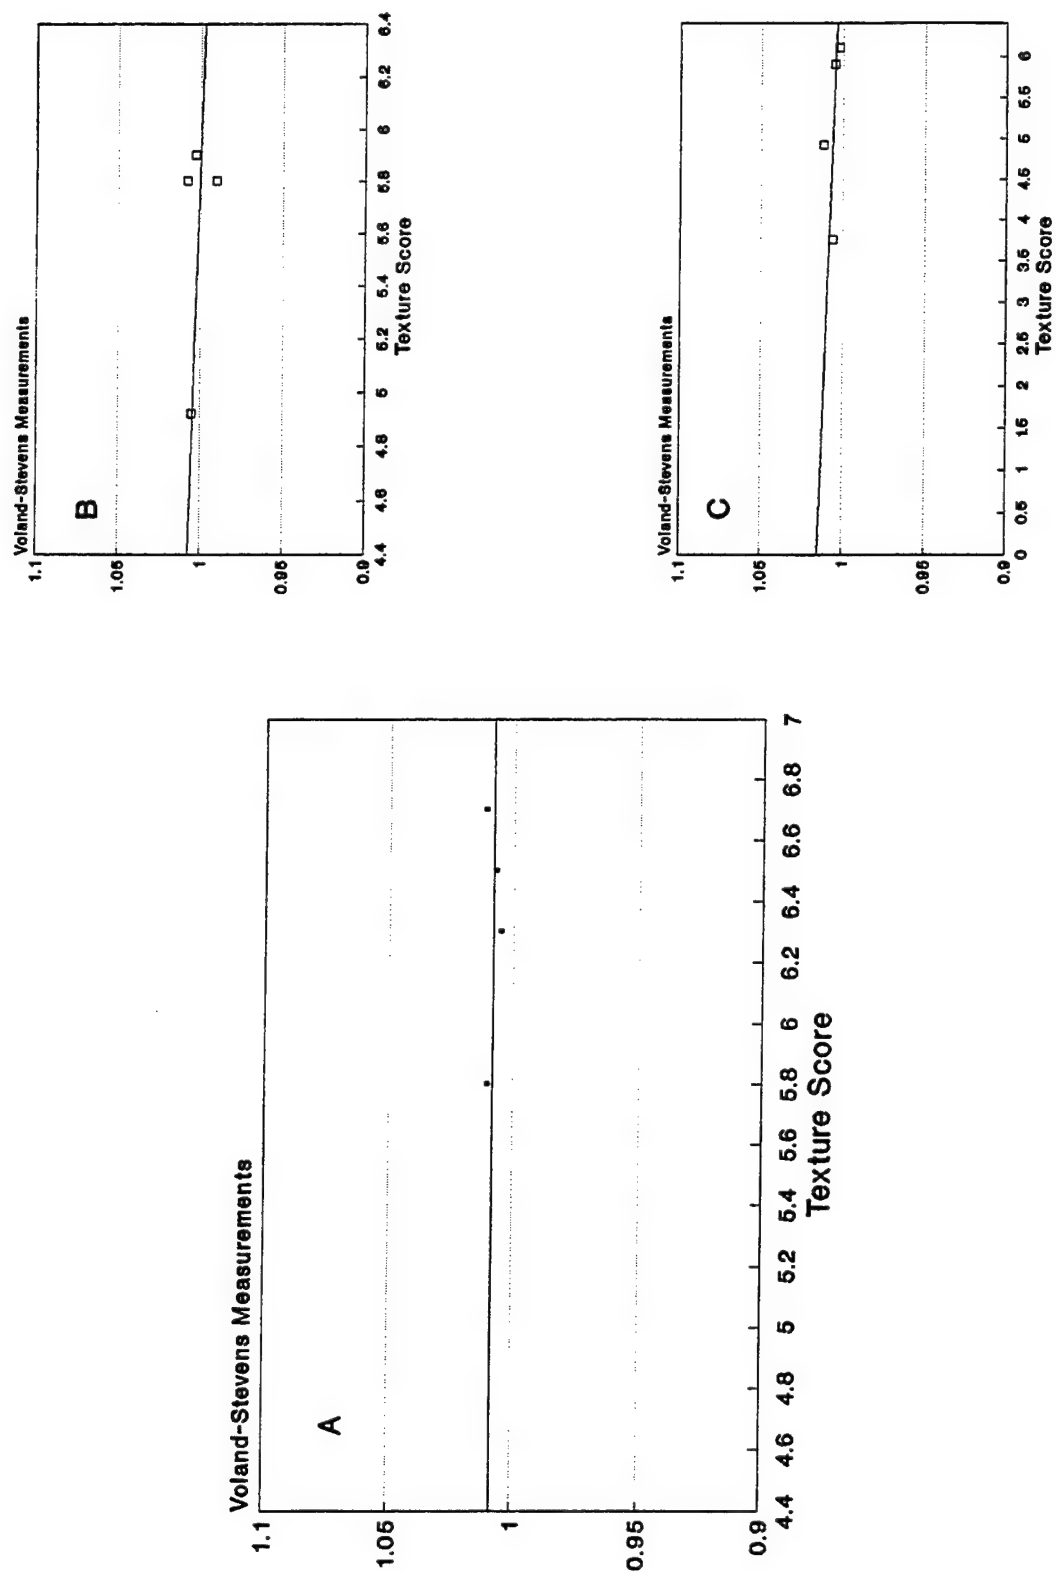 Voland-Stevens Measurements
A
1.1
1.05
1
0.95
0.9
4.4 4.6 4.8 5 5.2 5.4 5.6 5.8 6 6.2 6.4 6.6 6.8 7
Texture Score
Voland-Stevens Measurements
B
1.1
1.05
1
0.95
0.9
4.4 4.6 4.8 5 5.2 5.4 5.6 5.8 6 6.2 6.4
Texture Score
Voland-Stevens Measurements
C
1.1
1.05
1
0.95
0.9
0 0.5 1 1.5 2 2.5 3 3.5 4 4.5 5 5.5 6
Texture Score